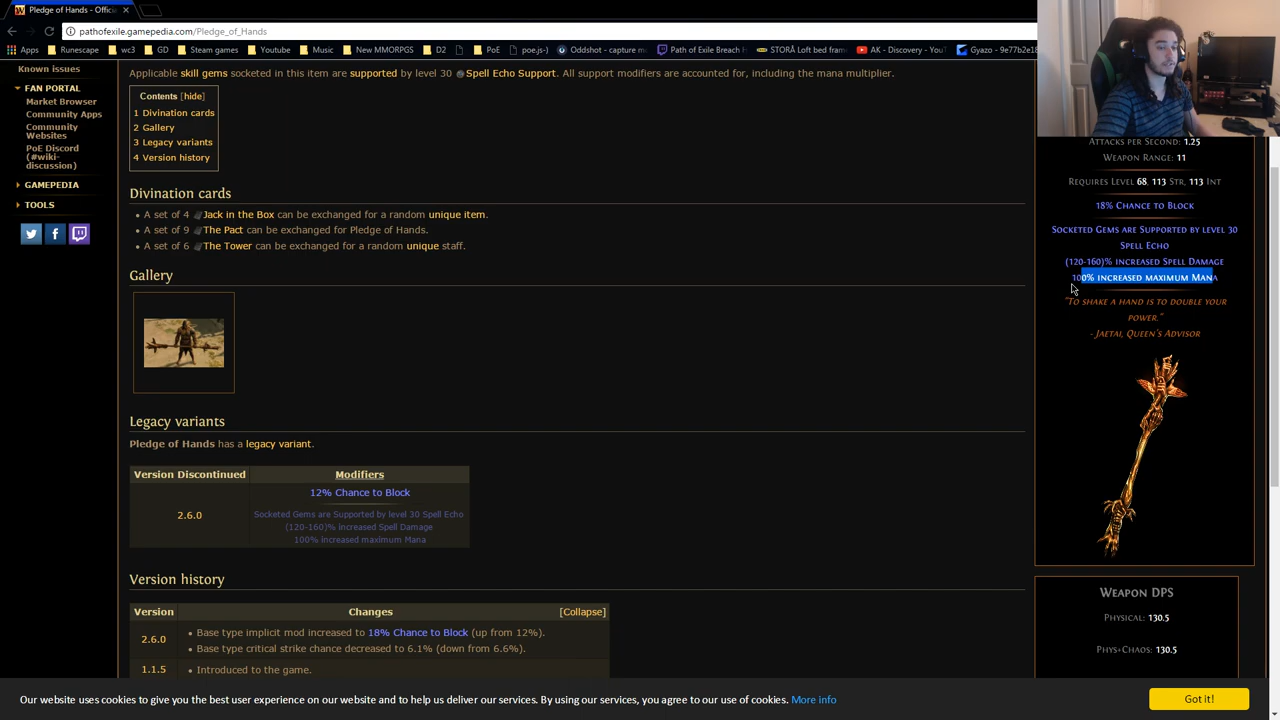 Pledge of Hands - Offici
pathofexile.gamepedia.com/Pledge_of_Hands
Apps Runescape wc3 GD Steam games Youtube Music New MMORPGS D2 PoE poe.js-) Oddshot - capture m Path of Exile Breach H STORÅ Loft bed fram AK - Discovery - YouT Gyazo - 9e77b2e18
Known issues
FAN PORTAL
Market Browser
Community Apps
Community
Websites
PoE Discord
(#wiki-
discussion)
GAMEPEDIA
TOOLS
Applicable skill gems socketed in this item are supported by level 30 Spell Echo Support. All support modifiers are accounted for, including the mana multiplier.
Contents [hide]
1 Divination cards
2 Gallery
3 Legacy variants
4 Version history
Divination cards
A set of 4 Jack in the Box can be exchanged for a random unique item.
A set of 9 The Pact can be exchanged for Pledge of Hands.
A set of 6 The Tower can be exchanged for a random unique staff.
Gallery
Legacy variants
Pledge of Hands has a legacy variant.
Version Discontinued Modifiers
2.6.0
12% Chance to Block
Socketed Gems are Supported by level 30 Spell Echo
(120-160)% increased Spell Damage
100% increased maximum Mana
Version history
Version Changes [Collapse]
2.6.0
Base type implicit mod increased to 18% Chance to Block (up from 12%).
Base type critical strike chance decreased to 6.1% (down from 6.6%).
1.1.5 Introduced to the game.
Attacks per Second: 1.25
Weapon Range: 11
Requires Level 68, 113 Str, 113 Int
18% Chance to Block
Socketed Gems are Supported by level 30
Spell Echo
(120-160)% increased Spell Damage
100% increased maximum Mana
"To shake a hand is to double your
power."
- Jaetai, Queen's Advisor
Weapon DPS
Physical: 130.5
Phys+Chaos: 130.5
Our website uses cookies to give you the best user experience on our website and to help us deliver our services. By using our services, you agree to our use of cookies. More info
Got it!